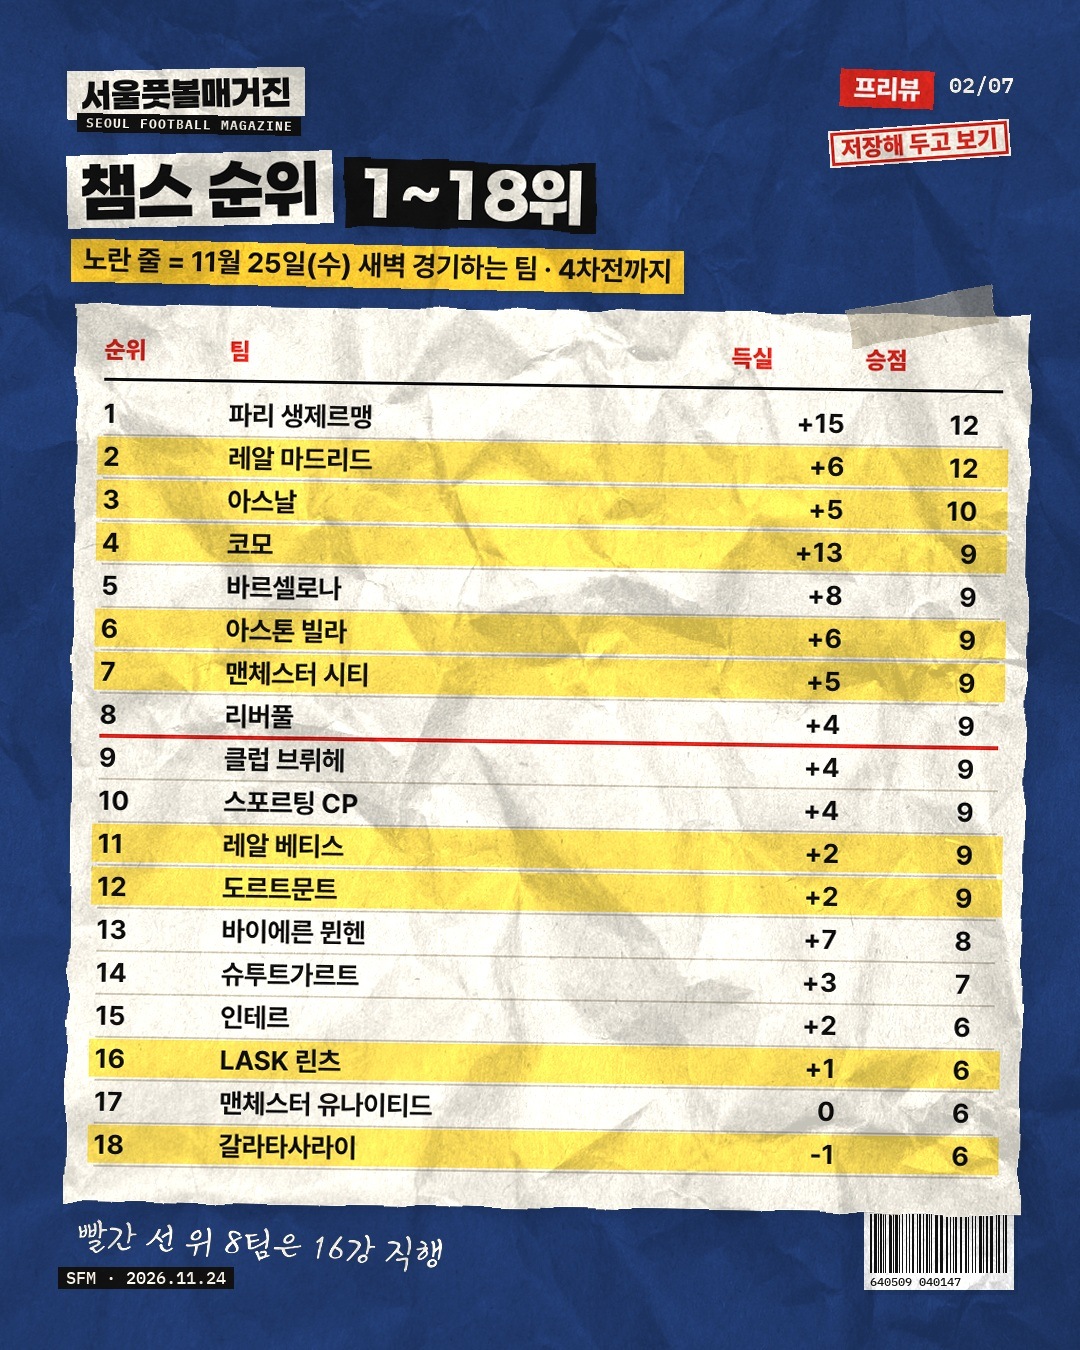 서울풋볼매거진
SEOUL FOOTBALL MAGAZINE
프리뷰 02/07
저장해 두고 보기
챔스 순위 1~18위
노란 줄 = 11월 25일(수) 새벽 경기하는 팀 · 4차전까지
순위 팀 득실 승점
1 파리 생제르맹 +15 12
2 레알 마드리드 +6 12
3 아스날 +5 10
4 코모 +13 9
5 바르셀로나 +8 9
6 아스톤 빌라 +6 9
7 맨체스터 시티 +5 9
8 리버풀 +4 9
9 클럽 브뤼헤 +4 9
10 스포르팅 CP +4 9
11 레알 베티스 +2 9
12 도르트문트 +2 9
13 바이에른 뮌헨 +7 8
14 슈투트가르트 +3 7
15 인테르 +2 6
16 LASK 린츠 +1 6
17 맨체스터 유나이티드 0 6
18 갈라타사라이 -1 6
빨간 선 위 8팀은 16강 직행
SFM · 2026.11.24
640509 040147